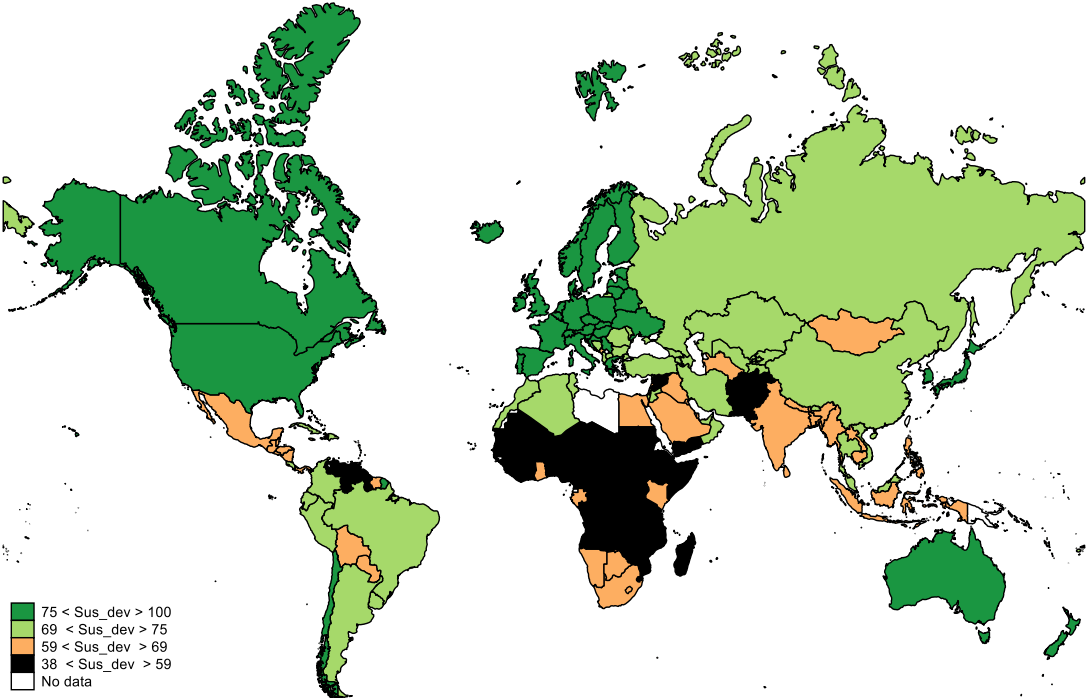 75 < Sus_dev > 100
69 < Sus_dev > 75
59 < Sus_dev > 69
38 < Sus_dev > 59
No data